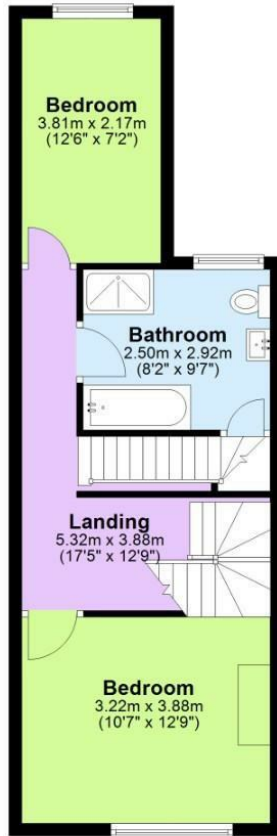 Bedroom
3.81m x 2.17m
(12'6" x 7'2")
Bathroom
2.50m x 2.92m
(8'2" x 9'7")
Landing
5.32m x 3.88m
(17'5" x 12'9")
Bedroom
3.22m x 3.88m
(10'7" x 12'9")